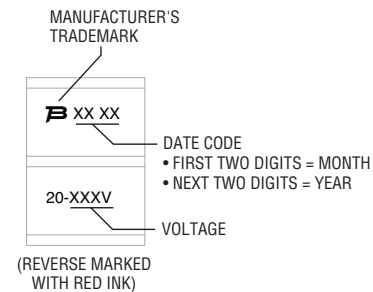 MANUFACTURER'S
TRADEMARK
B XX XX
DATE CODE
• FIRST TWO DIGITS = MONTH
• NEXT TWO DIGITS = YEAR
20-XXXV
VOLTAGE
(REVERSE MARKED
WITH RED INK)